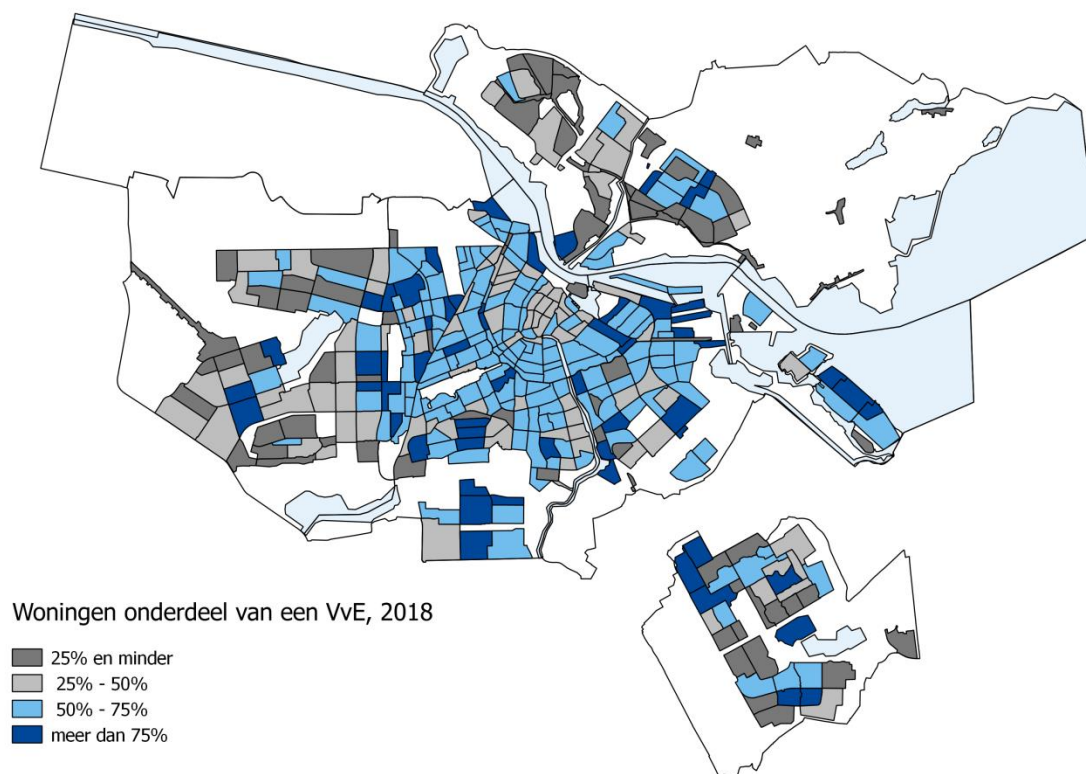 Woningen onderdeel van een VvE, 2018
25% en minder
25% - 50%
50% - 75%
meer dan 75%